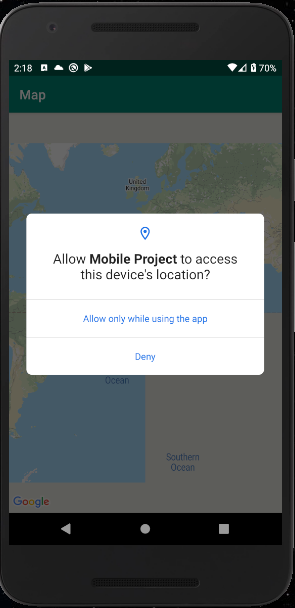 2:18 70%
Map
United
Kingdom
Allow Mobile Project to access
this device's location?
Allow only while using the app
Deny
Ocean
Southern
Ocean
Google